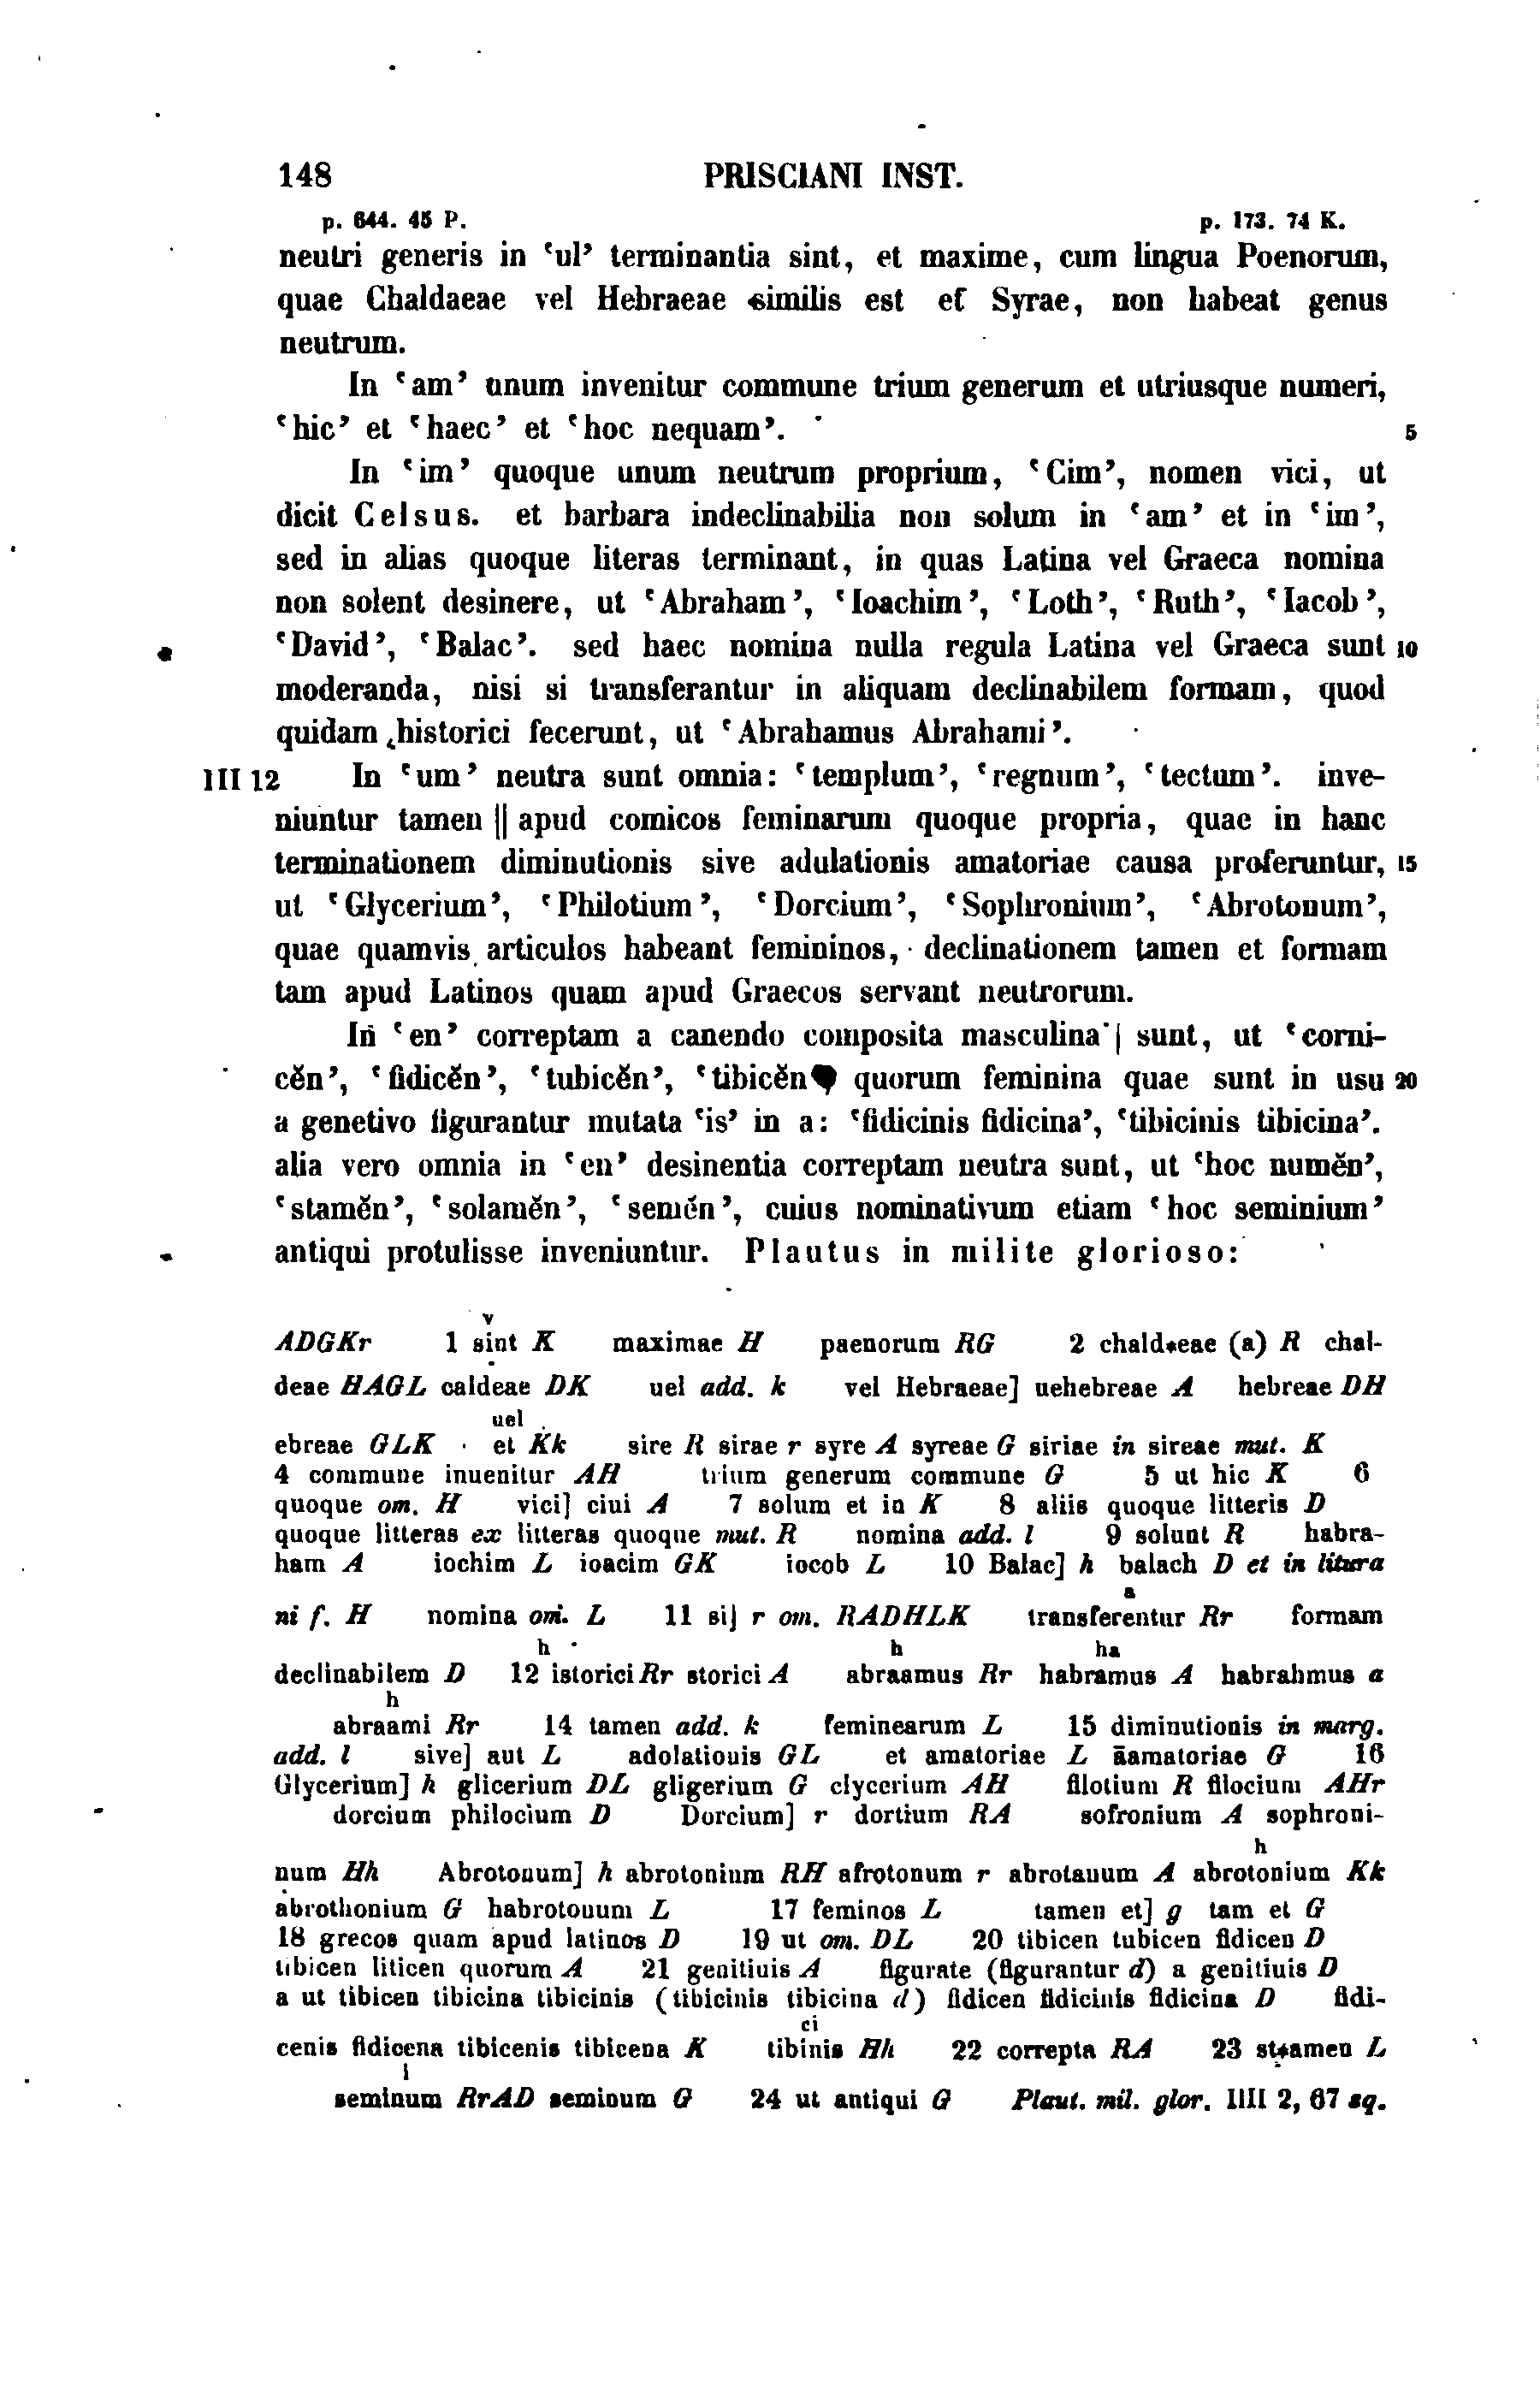 148 PRISCIANI INST.
p. 644. 45 P. p. 173. 74 K.
neutri generis in ‘ul’ terminantia sint, et maxime, cum lingua Poenorum,
quae Chaldaeae vel Hebraeae similis est et Syrae, non habeat genus
neutrum.
In ‘am’ unum invenitur commune trium generum et utriusque numeri,
‘hic’ et ‘haec’ et ‘hoc nequam’. 5
In ‘im’ quoque unum neutrum proprium, ‘Cim’, nomen vici, ut
dicit Celsus. et barbara indeclinabilia non solum in ‘am’ et in ‘im’,
sed in alias quoque literas terminant, in quas Latina vel Graeca nomina
non solent desinere, ut ‘Abraham’, ‘Ioachim’, ‘Loth’, ‘Ruth’, ‘Iacob’,
‘David’, ‘Balac’. sed haec nomina nulla regula Latina vel Graeca sunt 10
moderanda, nisi si transferantur in aliquam declinabilem formam, quod
quidam historici fecerunt, ut ‘Abrahamus Abrahami’.
III 12 In ‘um’ neutra sunt omnia: ‘templum’, ‘regnum’, ‘tectum’. inve-
niuntur tamen || apud comicos feminarum quoque propria, quae in hanc
terminationem diminutionis sive adulationis amatoriae causa proferuntur, 15
ut ‘Glycerium’, ‘Philotium’, ‘Dorcium’, ‘Sophronium’, ‘Abrotonum’,
quae quamvis articulos habeant femininos, declinationem tamen et formam
tam apud Latinos quam apud Graecos servant neutrorum.
In ‘en’ correptam a canendo composita masculina | sunt, ut ‘corni-
cĕn’, ‘fidicĕn’, ‘tubicĕn’, ‘tibicĕn’, quorum feminina quae sunt in usu 20
a genetivo figurantur mutata ‘is’ in a: ‘fidicinis fidicina’, ‘tibicinis tibicina’.
alia vero omnia in ‘en’ desinentia correptam neutra sunt, ut ‘hoc numĕn’,
‘stamĕn’, ‘solamĕn’, ‘semĕn’, cuius nominativum etiam ‘hoc seminium’
antiqui protulisse inveniuntur. Plautus in milite glorioso:
v
ADGKr 1 sint K maximae H paenorum RG 2 chald*eae (a) R chal-
deae HAGL caldeae DK uel add. k vel Hebraeae] uehebreae A hebreae DH
uel
ebreae GLK et Kk sire R sirae r syre A syreae G siriae in sireae mut. K
4 commune inuenitur AH trium generum commune G 5 ut hic K 6
quoque om. H vici] ciui A 7 solum et in K 8 aliis quoque litteris D
quoque litteras ex litteras quoque mut. R nomina add. l 9 solunt R habra-
ham A iochim L ioacim GK iocob L 10 Balac] h balach D et in litura
a
ni f. H nomina om. L 11 si] r om. RADHLK transferentur Rr formam
h h ha
declinabilem D 12 istorici Rr storici A abraamus Rr habramus A habrahmus a
h
abraami Rr 14 tamen add. k feminearum L 15 diminutionis in marg.
add. l sive] aut L adolationis GL et amatoriae L āamatoriae G 16
Glycerium] h glicerium DL gligerium G clycerium AH filotium R filocium AHr
dorcium philocium D Dorcium] r dortium RA sofronium A sophroni-
h
num Hh Abrotonum] h abrotonium RH afrotonum r abrotanum A abrotonium Kk
abrothonium G habrotonum L 17 feminos L tamen et] g tam et G
18 grecos quam apud latinos D 19 ut om. DL 20 tibicen tubicen fidicen D
tibicen liticen quorum A 21 genitiuis A figurate (figurantur d) a genitiuis D
a ut tibicen tibicina tibicinis (tibicinis tibicina d) fidicen fidicinis fidicina D fidi-
ci
cenis fidicena tibicenis tibicena K tibinis Hh 22 correpta RA 23 st*amen L
i
seminum RrAD seminum G 24 ut antiqui G Plaut. mil. glor. IIII 2, 67 sq.